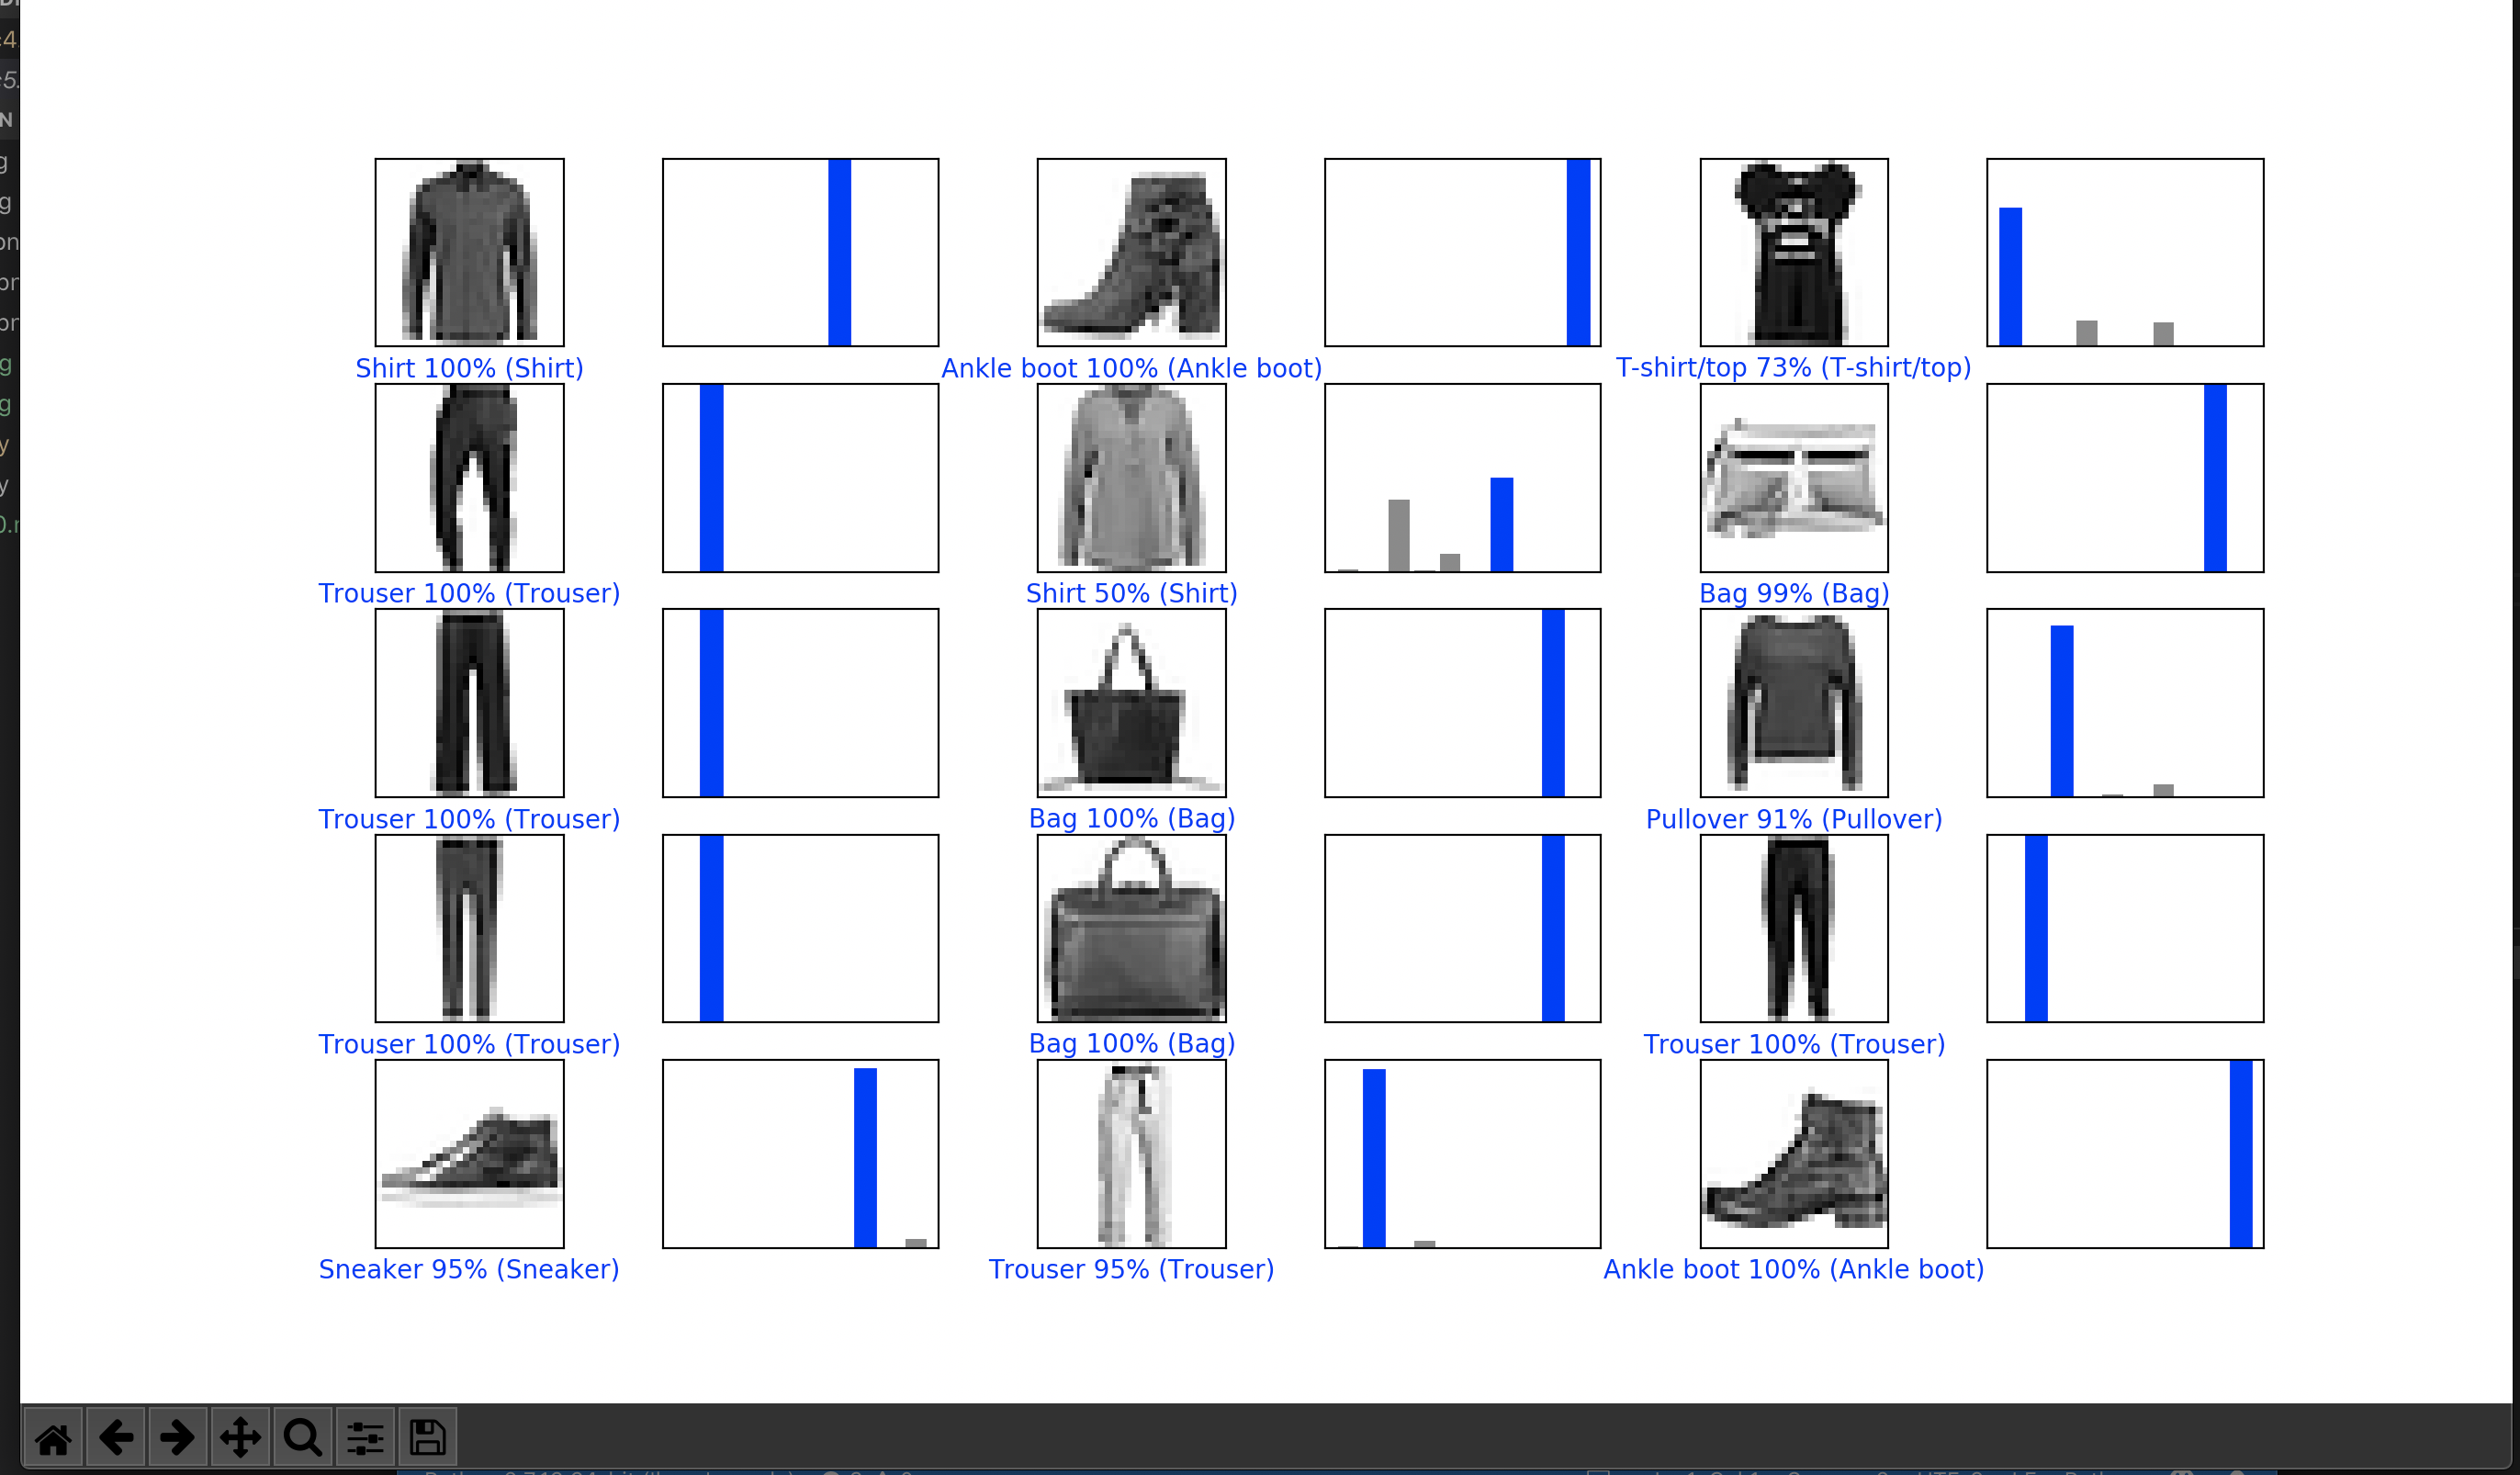 Shirt 100% (Shirt)
Ankle boot 100% (Ankle boot)
T-shirt/top 73% (T-shirt/top)
Trouser 100% (Trouser)
Shirt 50% (Shirt)
Bag 99% (Bag)
Trouser 100% (Trouser)
Bag 100% (Bag)
Pullover 91% (Pullover)
Trouser 100% (Trouser)
Bag 100% (Bag)
Trouser 100% (Trouser)
Sneaker 95% (Sneaker)
Trouser 95% (Trouser)
Ankle boot 100% (Ankle boot)